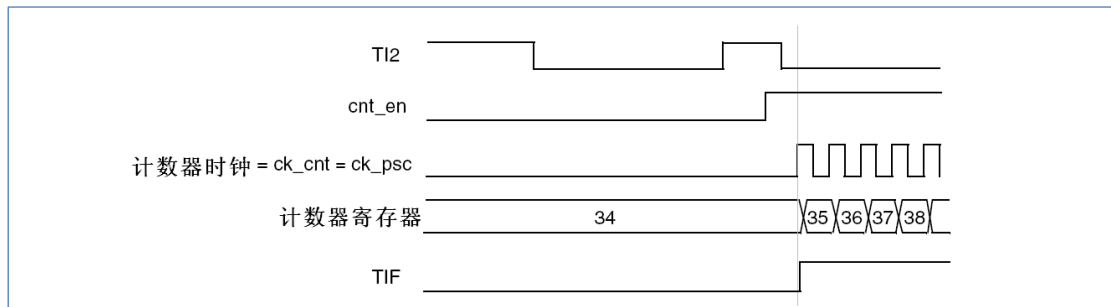 TI2
cnt_en
计数器时钟 = ck_cnt = ck_psc
计数器寄存器 34 35 36 37 38
TIF